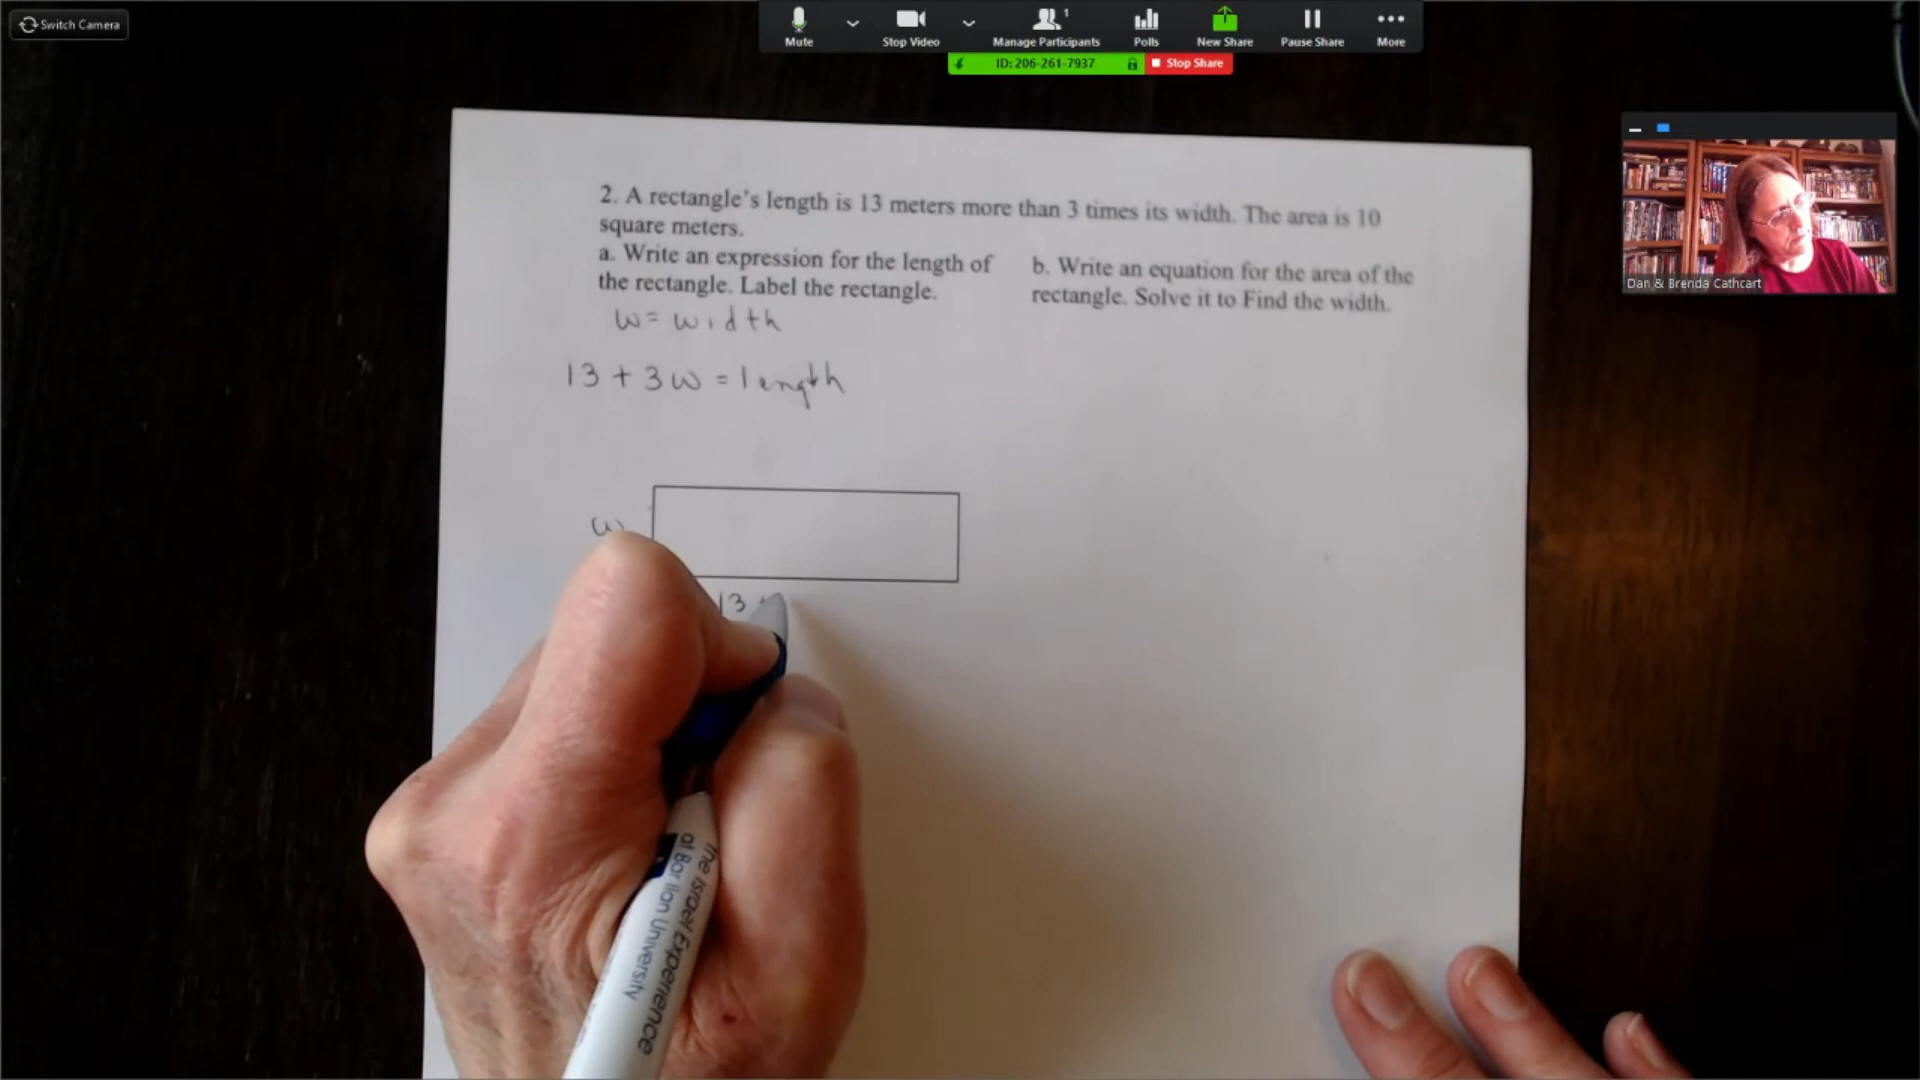 Switch Camera
1
Mute
Stop Video
Manage Participants
Polls
New Share
Pause Share
More
ID: 206-261-7937
Stop Share
Dan & Brenda Cathcart
2. A rectangle's length is 13 meters more than 3 times its width. The area is 10
square meters.
a. Write an expression for the length of
the rectangle. Label the rectangle.
b. Write an equation for the area of the
rectangle. Solve it to Find the width.
w = width
13 + 3w = length
w
13
The Israel Experience
at Bar Ilan University